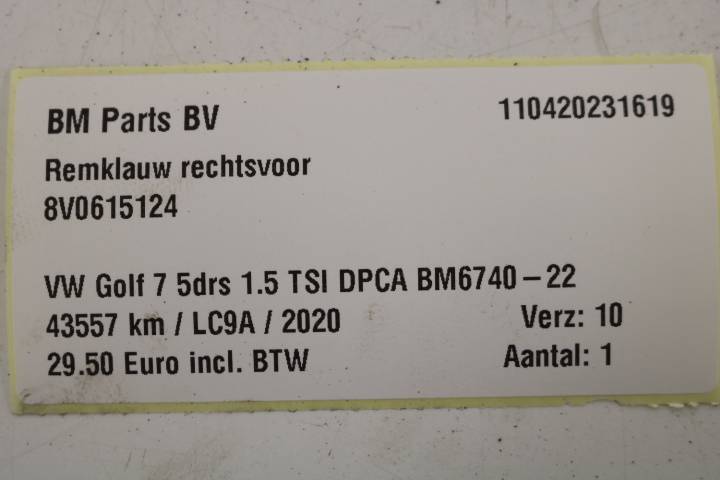 BM Parts BV 110420231619
Remklauw rechtsvoor
8V0615124
VW Golf 7 5drs 1.5 TSI DPCA BM6740-22
43557 km / LC9A / 2020 Verz: 10
29.50 Euro incl. BTW Aantal: 1